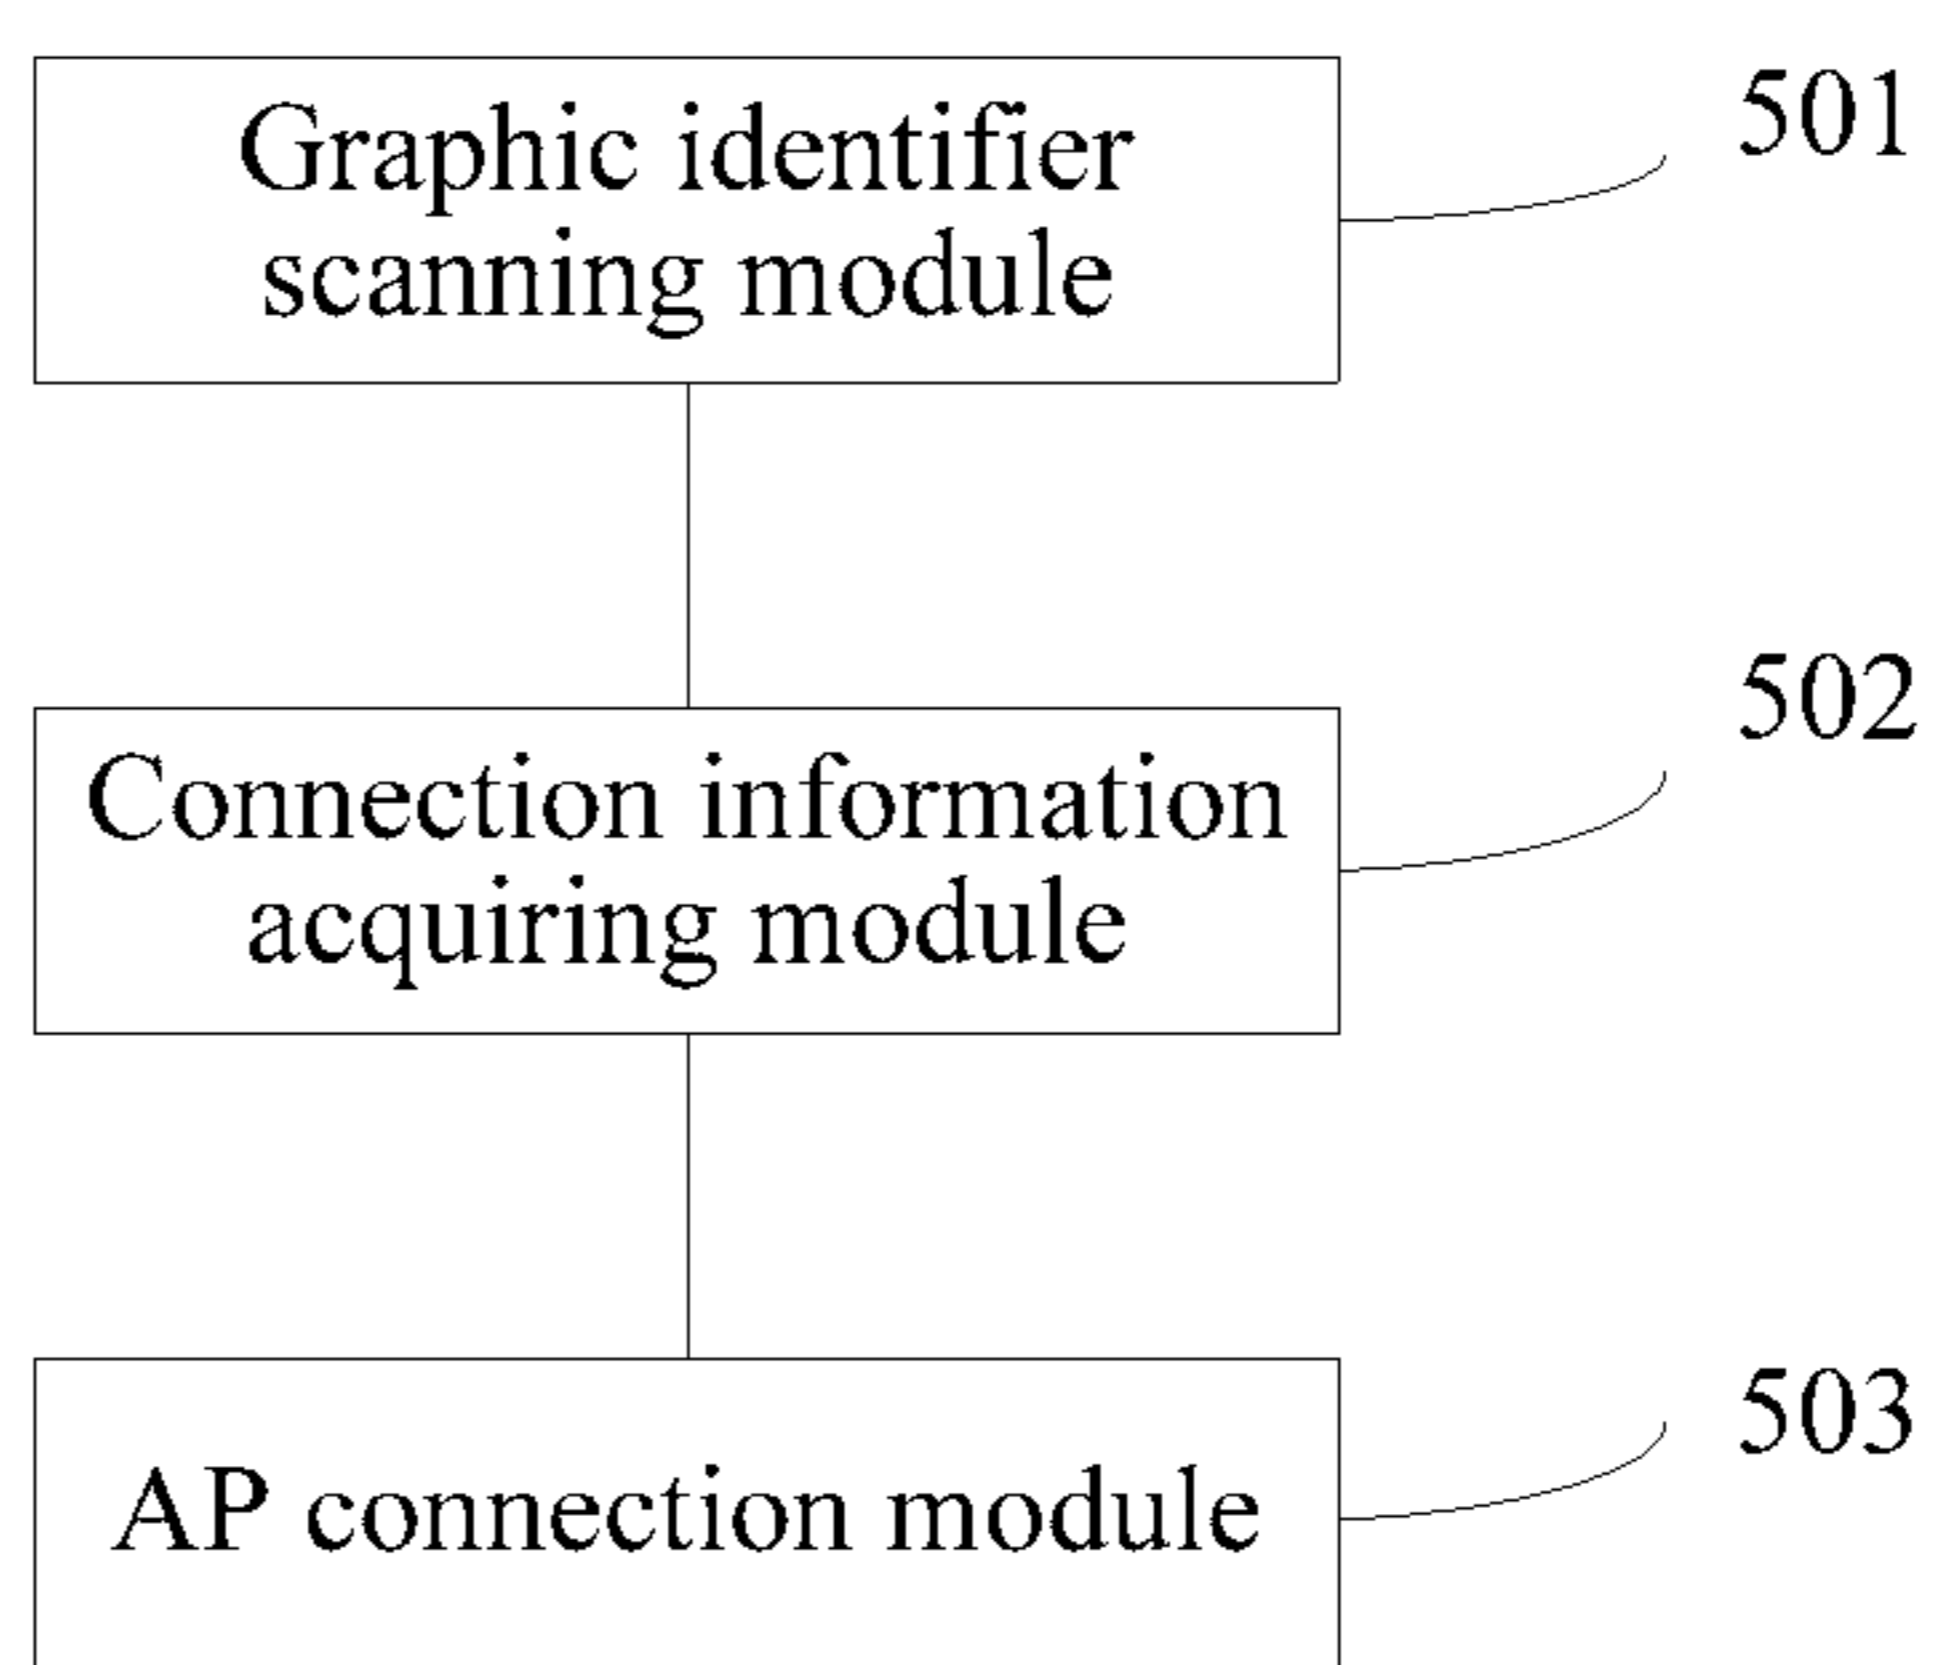 Graphic identifier
scanning module
501
Connection information
acquiring module
502
AP connection module
503